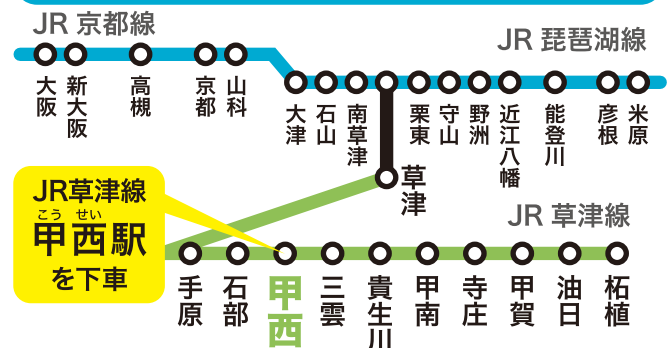 JR 京都線
JR 琵琶湖線
大阪
新大阪
高槻
京都
山科
大津
石山
南草津
栗東
守山
野洲
近江八幡
能登川
彦根
米原
草津
JR草津線
こう せい
甲西駅
を下車
JR 草津線
手原
石部
甲西
三雲
貴生川
甲南
寺庄
甲賀
油日
柘植